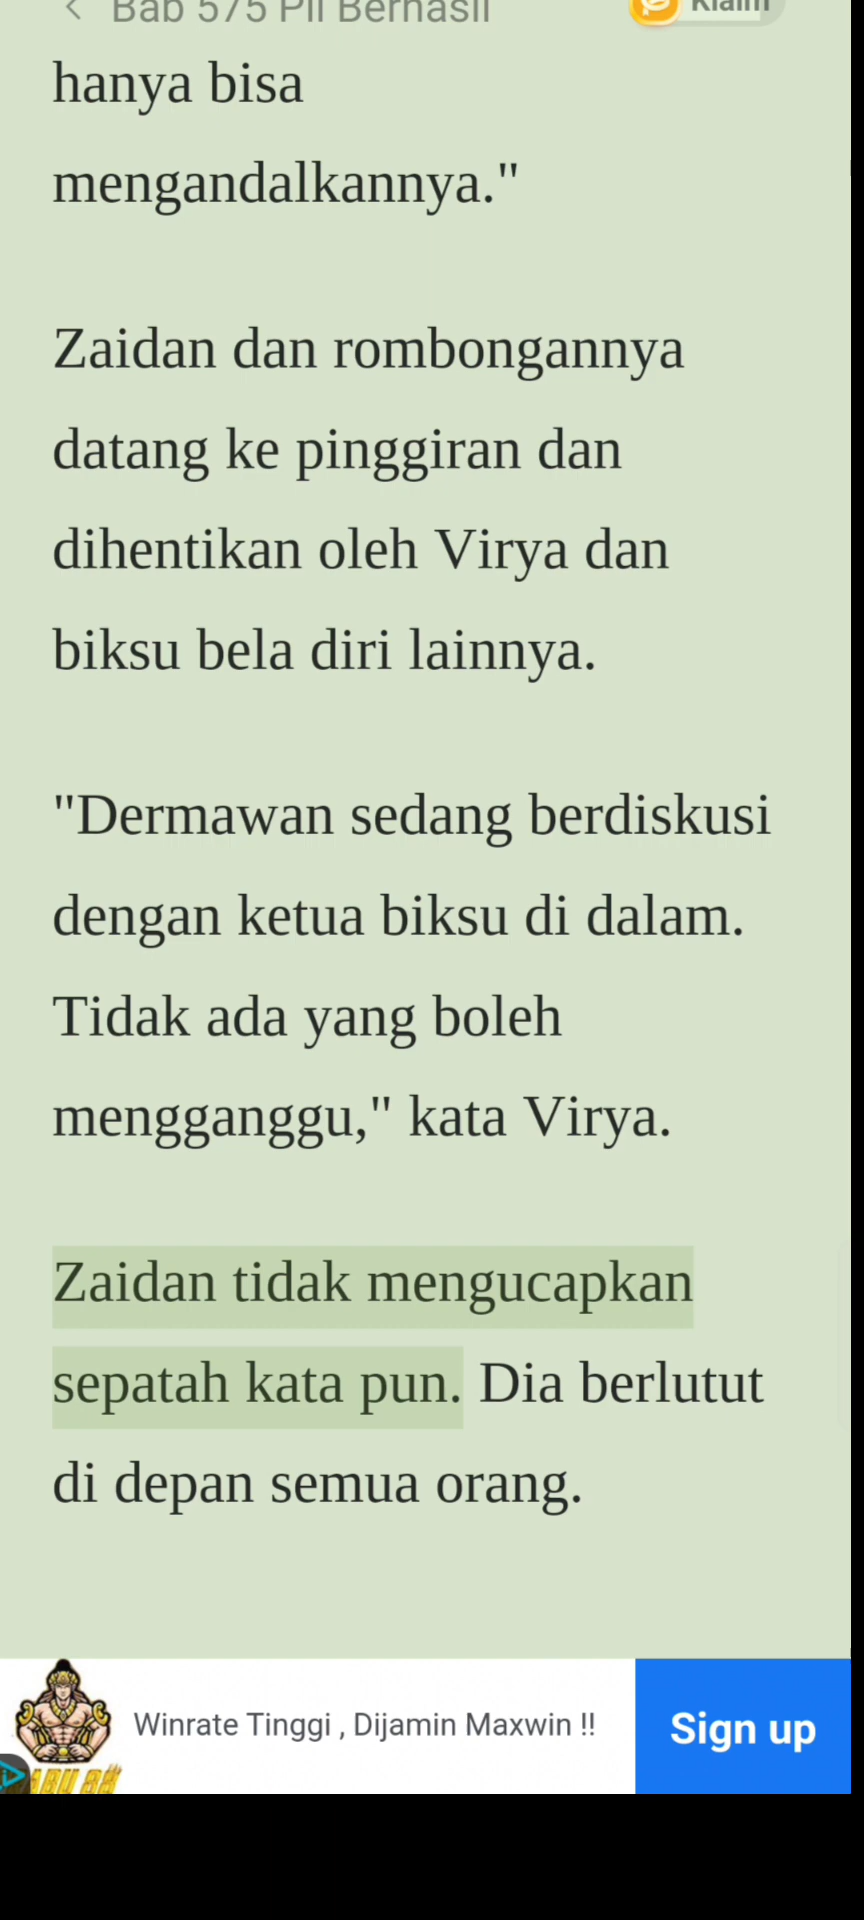 Bab 575 Pil Berhasil
Klaim
hanya bisa
mengandalkannya."
Zaidan dan rombongannya
datang ke pinggiran dan
dihentikan oleh Virya dan
biksu bela diri lainnya.
"Dermawan sedang berdiskusi
dengan ketua biksu di dalam.
Tidak ada yang boleh
mengganggu," kata Virya.
Zaidan tidak mengucapkan
sepatah kata pun. Dia berlutut
di depan semua orang.
Winrate Tinggi , Dijamin Maxwin !!
Sign up